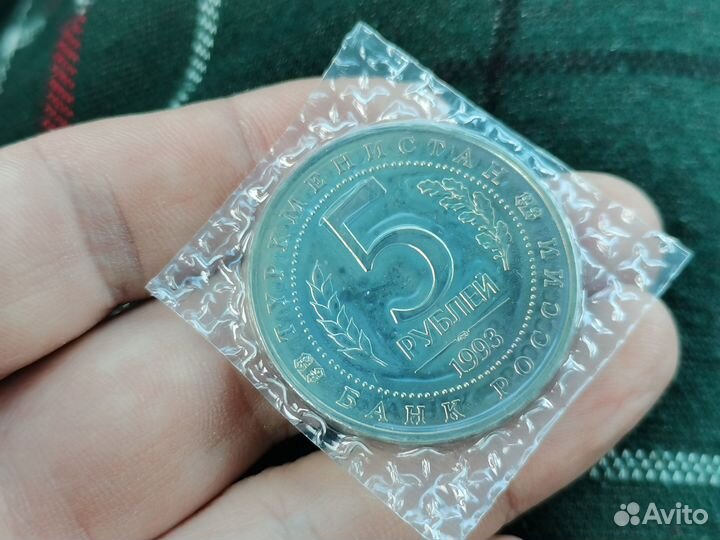 ТУРКМЕНИСТАН
5
РУБЛЕЙ
1993
БАНК РОССИИ
Avito